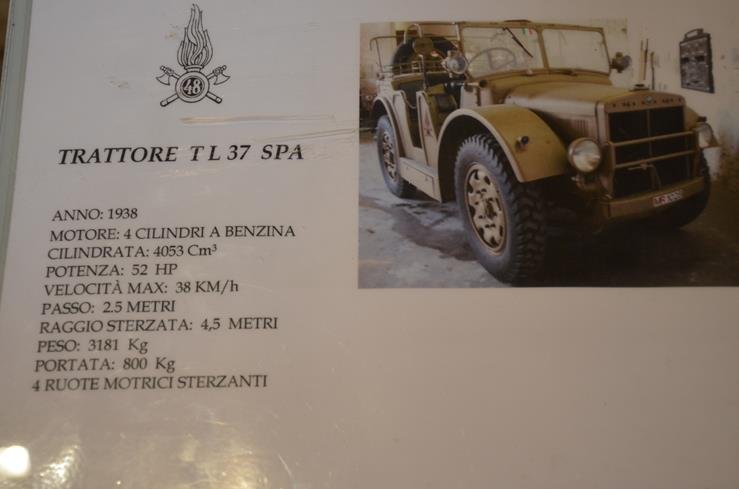 48
TRATTORE TL 37 SPA
ANNO: 1938
MOTORE: 4 CILINDRI A BENZINA
CILINDRATA: 4053 Cm³
POTENZA: 52 HP
VELOCITÀ MAX: 38 KM/h
PASSO: 2.5 METRI
RAGGIO STERZATA: 4,5 METRI
PESO: 3181 Kg
PORTATA: 800 Kg
4 RUOTE MOTRICI STERZANTI